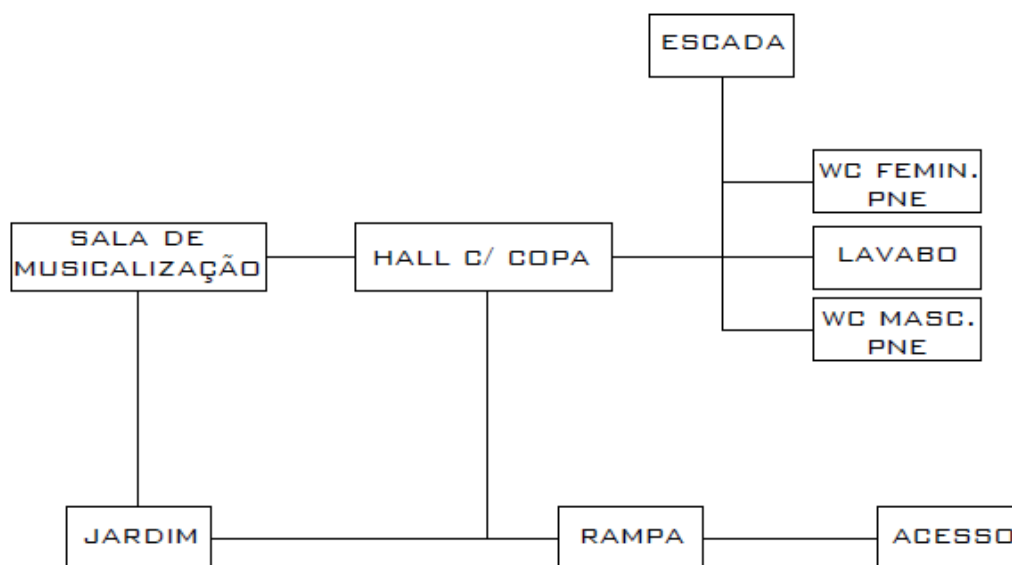 ESCADA
WC FEMIN.
PNE
SALA DE
MUSICALIZAÇÃO
HALL C/ COPA
LAVABO
WC MASC.
PNE
JARDIM
RAMPA
ACESSO